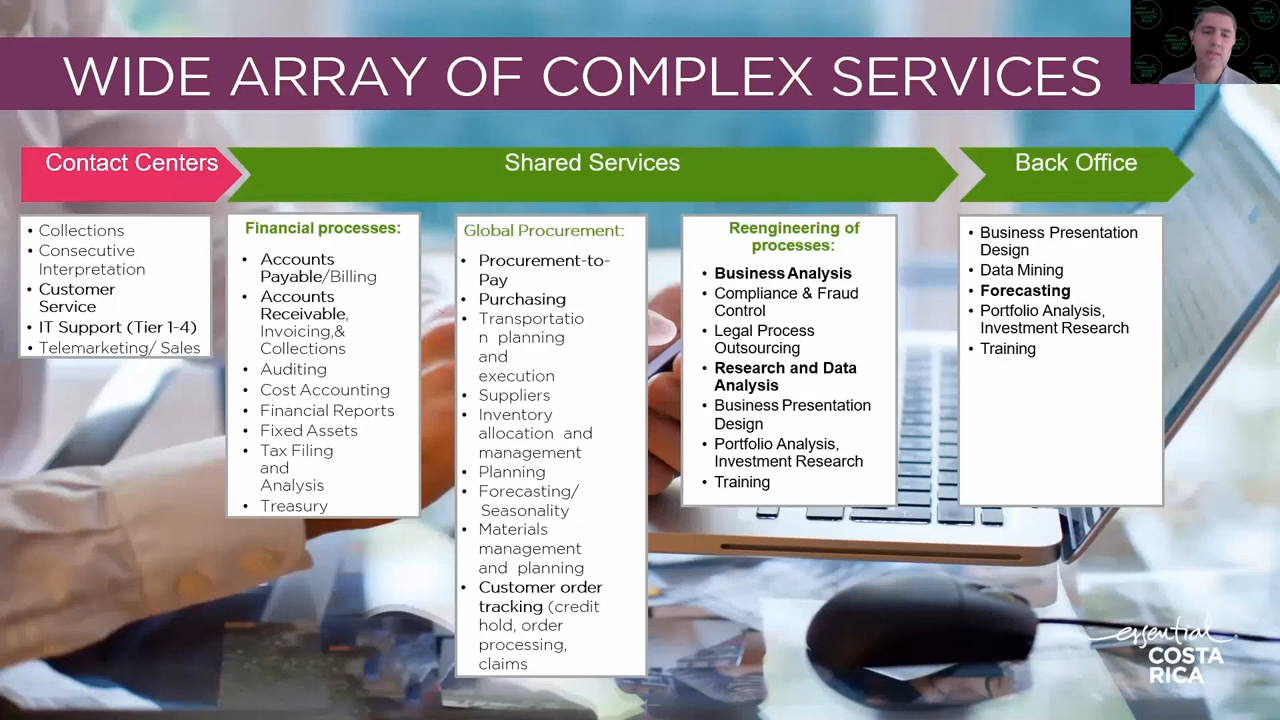 WIDE ARRAY OF COMPLEX SERVICES
Contact Centers
Shared Services
Back Office
• Collections
• Consecutive
Interpretation
• Customer
Service
• IT Support (Tier 1-4)
• Telemarketing/ Sales
Financial processes:
• Accounts
Payable/Billing
• Accounts
Receivable,
Invoicing,&
Collections
• Auditing
• Cost Accounting
• Financial Reports
• Fixed Assets
• Tax Filing
and
Analysis
• Treasury
Global Procurement:
• Procurement-to-
Pay
• Purchasing
• Transportatio
n planning
and
execution
• Suppliers
• Inventory
allocation and
management
• Planning
• Forecasting/
Seasonality
• Materials
management
and planning
• Customer order
tracking (credit
hold, order
processing,
claims
Reengineering of
processes:
• Business Analysis
• Compliance & Fraud
Control
• Legal Process
Outsourcing
• Research and Data
Analysis
• Business Presentation
Design
• Portfolio Analysis,
Investment Research
• Training
• Business Presentation
Design
• Data Mining
• Forecasting
• Portfolio Analysis,
Investment Research
• Training
essential
COSTA
RICA
COSTA
RICA